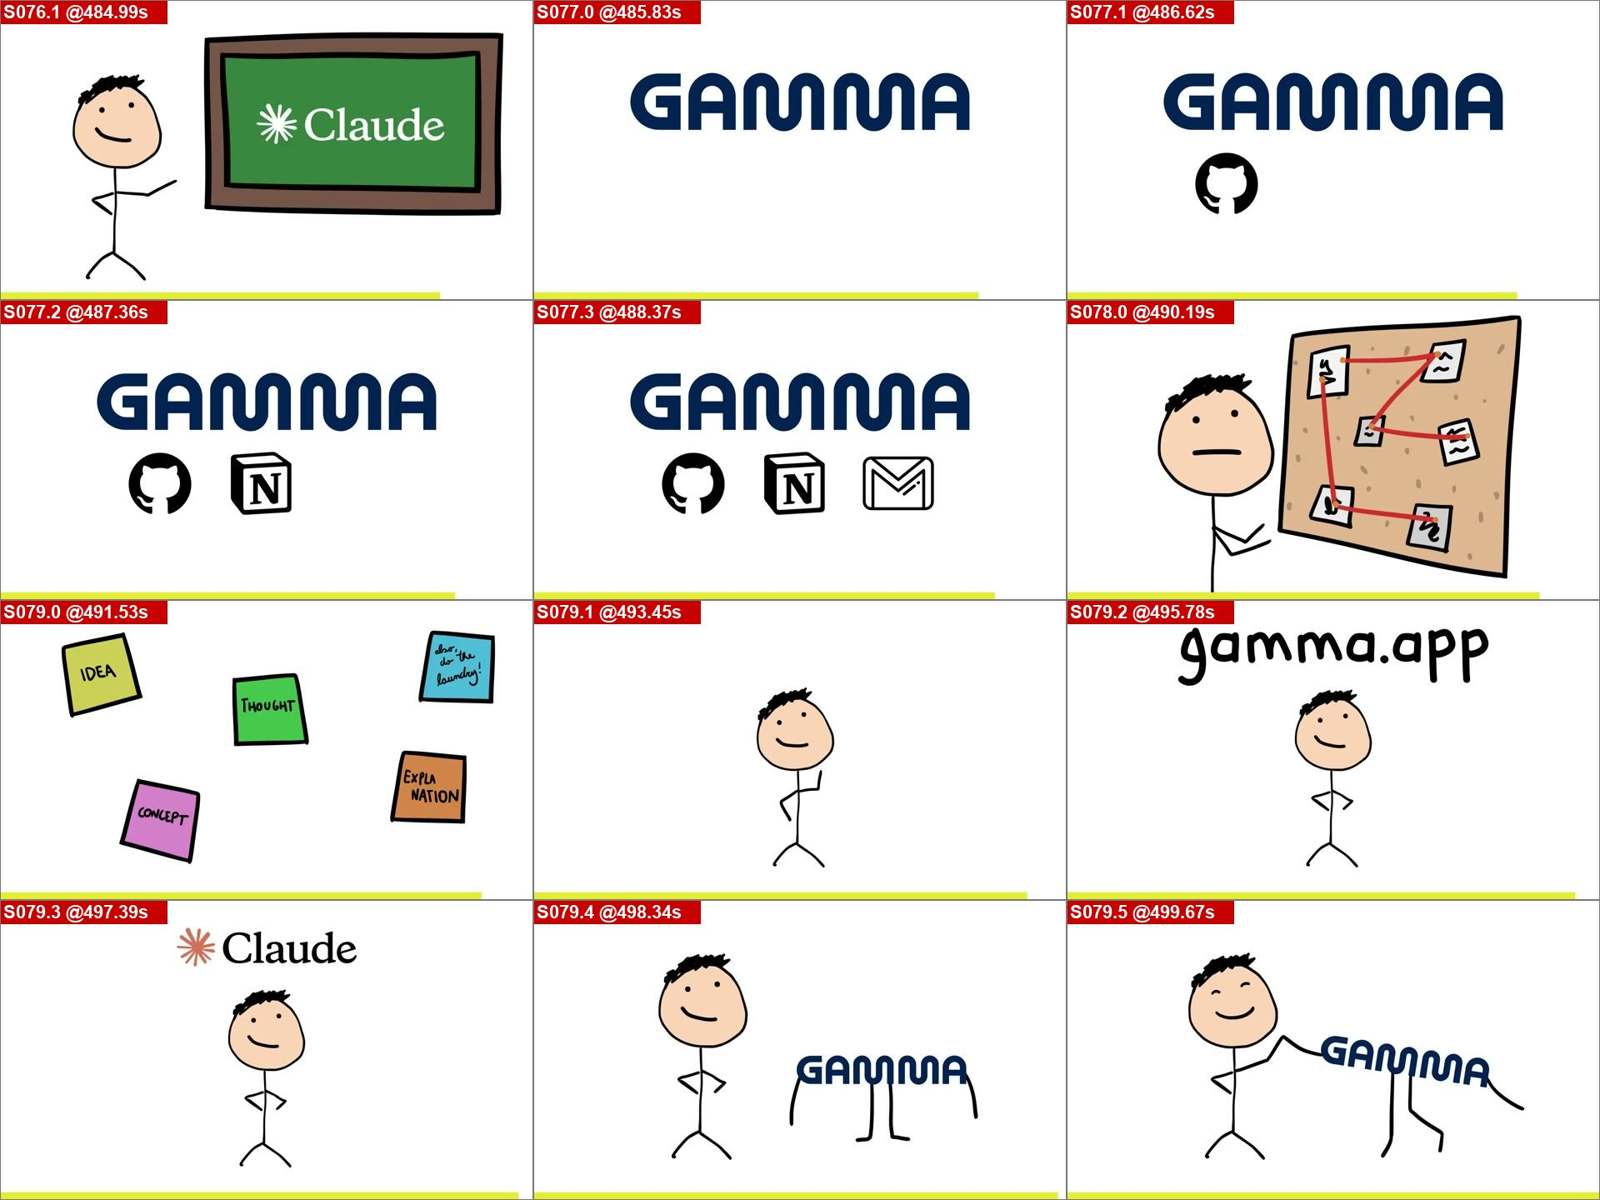 S076.1 @484.99s
Claude
S077.0 @485.83s
GAMMA
S077.1 @486.62s
GAMMA
S077.2 @487.36s
GAMMA
N
S077.3 @488.37s
GAMMA
N
S078.0 @490.19s
S079.0 @491.53s
IDEA
THOUGHT
also,
do the
laundry!
CONCEPT
EXPLA
NATION
S079.1 @493.45s
S079.2 @495.78s
gamma.app
S079.3 @497.39s
Claude
S079.4 @498.34s
GAMMA
S079.5 @499.67s
GAMMA